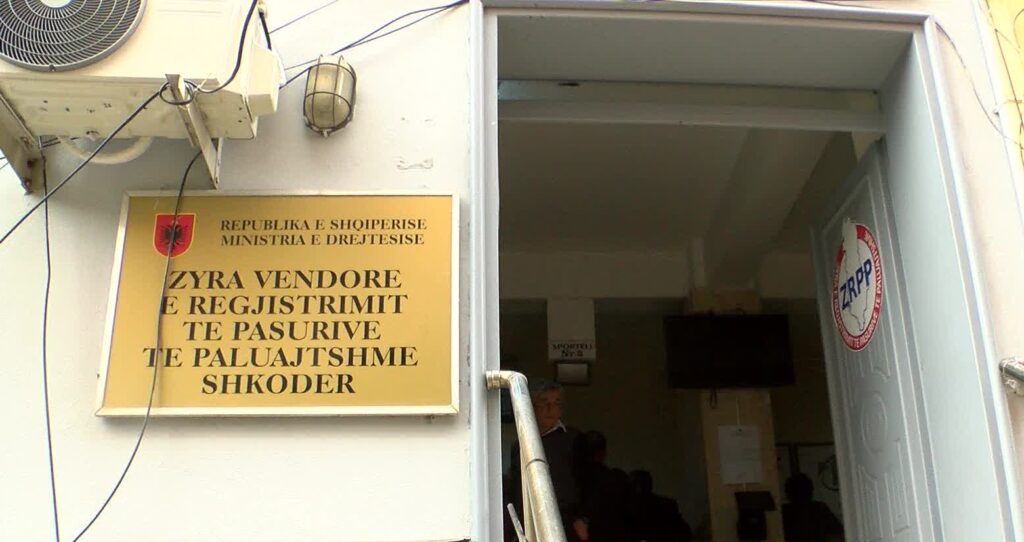 REPUBLIKA E SHQIPERISE
MINISTRIA E DREJTESISE
ZYRA VENDORE
E REGJISTRIMIT
TE PASURIVE
TE PALUAJTSHME
SHKODER
SPORTELI
ZRPP